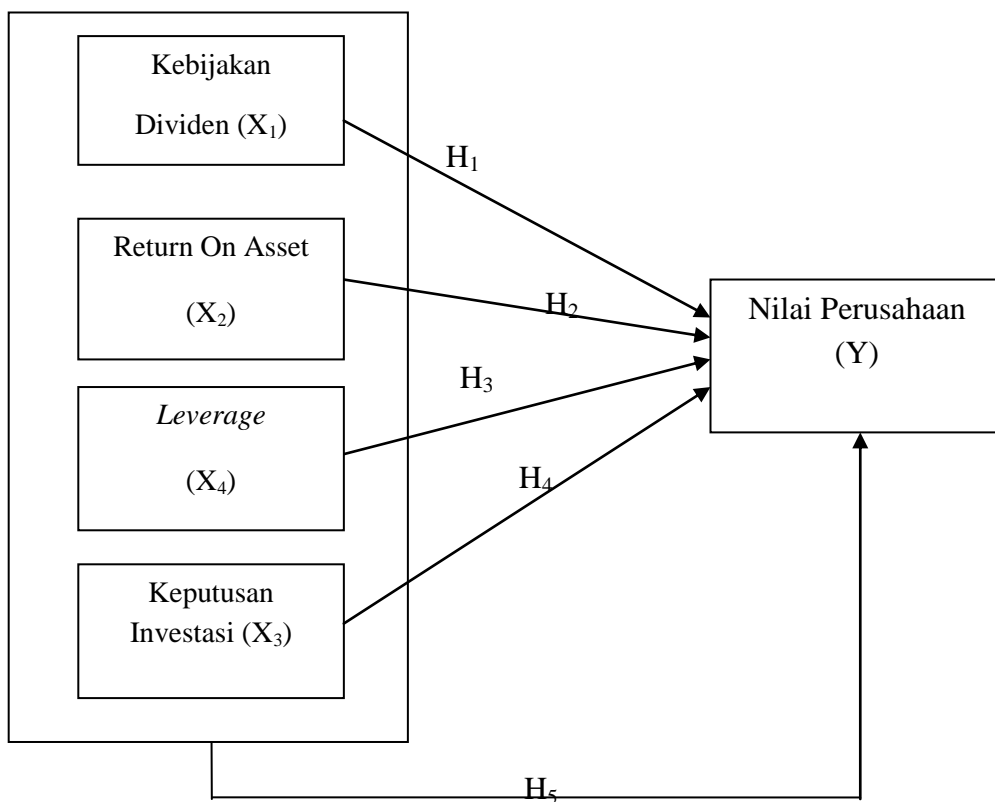 Kebijakan
Dividen (X₁)
H₁
Return On Asset
(X₂)
H₂
Nilai Perusahaan
(Y)
H₃
Leverage
(X₄)
H₄
Keputusan
Investasi (X₃)
H₅